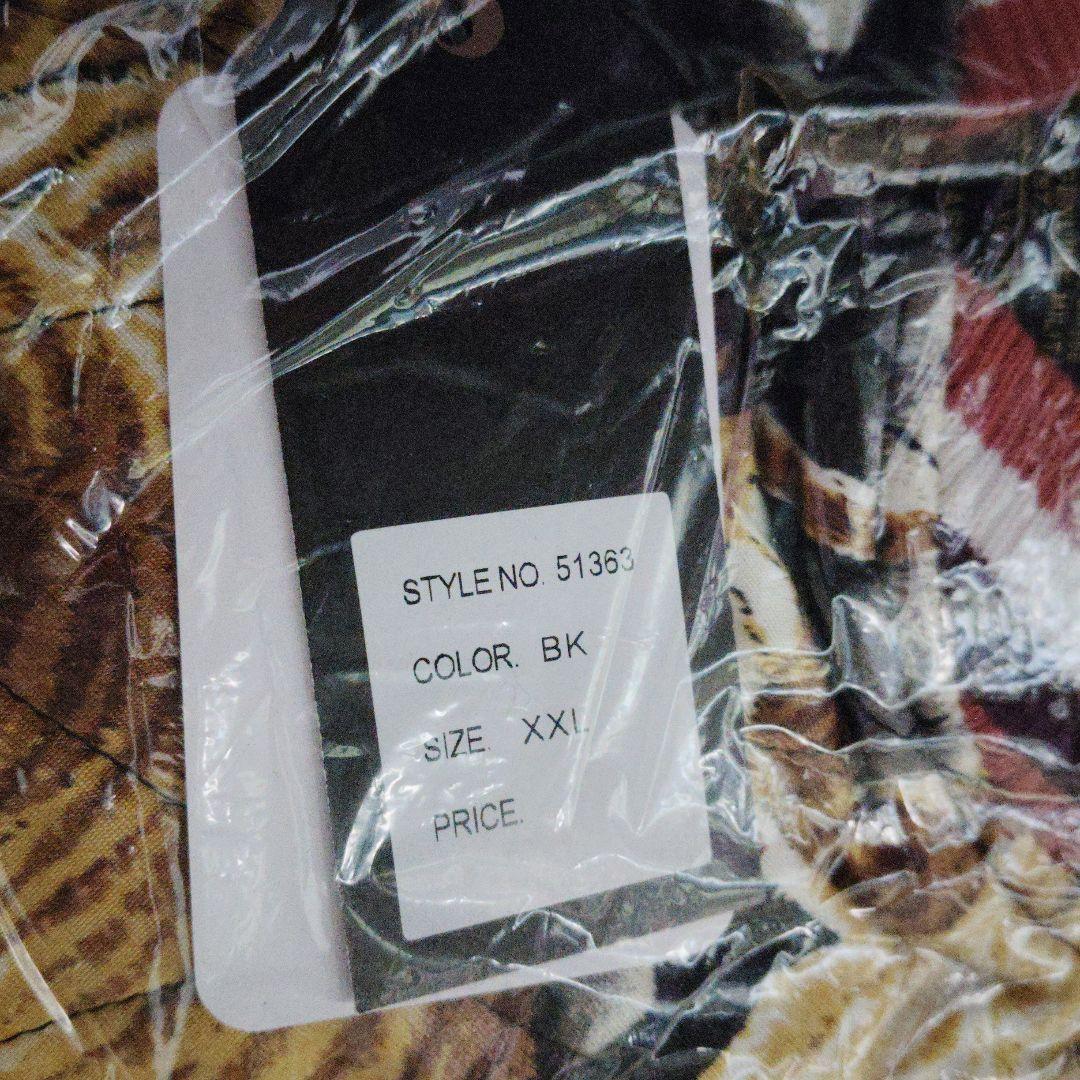 STYLE NO. 51363
COLOR. BK
SIZE. XXL
PRICE.